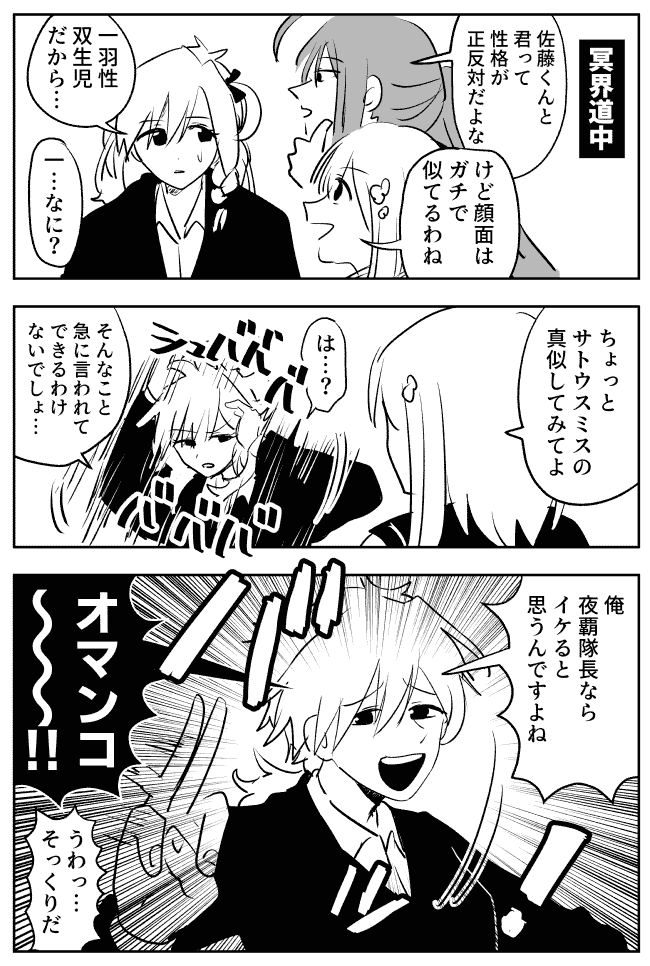 冥界道中
佐藤くんと
君って
性格が
正反対だよな
けど顔面は
ガチで
似てるわね
一羽性
双生児
だから…
一…なに？
ちょっと
サトウスミスの
真似してみてよ
は…？
シュババババ
べべべべ
そんなこと
急に言われて
できるわけ
ないでしょ…
俺
夜覇隊長なら
イケると
思うんですよね
バ
オマンコ
〜〜〜!!
うわっ…
そっくりだ